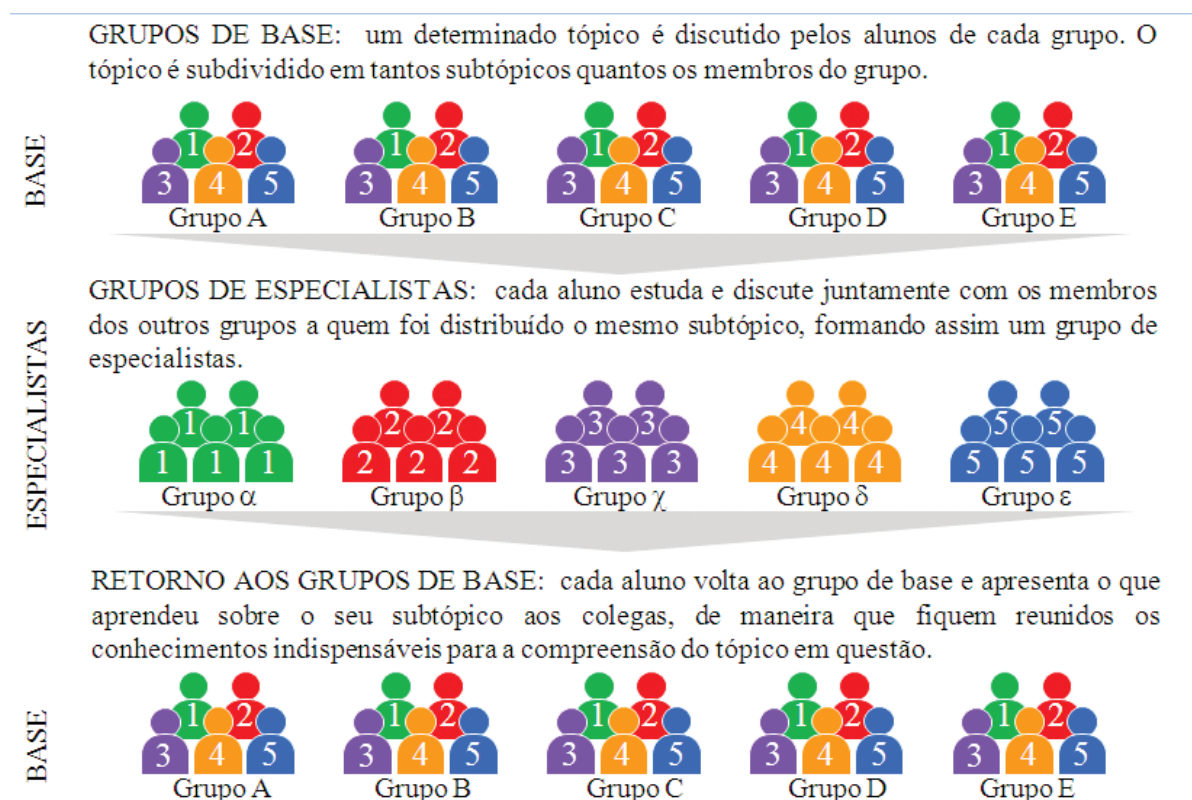 GRUPOS DE BASE: um determinado tópico é discutido pelos alunos de cada grupo. O
tópico é subdividido em tantos subtópicos quantos os membros do grupo.
BASE
1 2 1 2 1 2 1 2 1 2
3 4 5 3 4 5 3 4 5 3 4 5 3 4 5
Grupo A Grupo B Grupo C Grupo D Grupo E
GRUPOS DE ESPECIALISTAS: cada aluno estuda e discute juntamente com os membros
dos outros grupos a quem foi distribuído o mesmo subtópico, formando assim um grupo de
especialistas.
ESPECIALISTAS
1 1 2 2 3 3 4 4 5 5
1 1 1 2 2 2 3 3 3 4 4 4 5 5 5
Grupo α Grupo β Grupo χ Grupo δ Grupo ε
RETORNO AOS GRUPOS DE BASE: cada aluno volta ao grupo de base e apresenta o que
aprendeu sobre o seu subtópico aos colegas, de maneira que fiquem reunidos os
conhecimentos indispensáveis para a compreensão do tópico em questão.
BASE
1 2 1 2 1 2 1 2 1 2
3 4 5 3 4 5 3 4 5 3 4 5 3 4 5
Grupo A Grupo B Grupo C Grupo D Grupo E